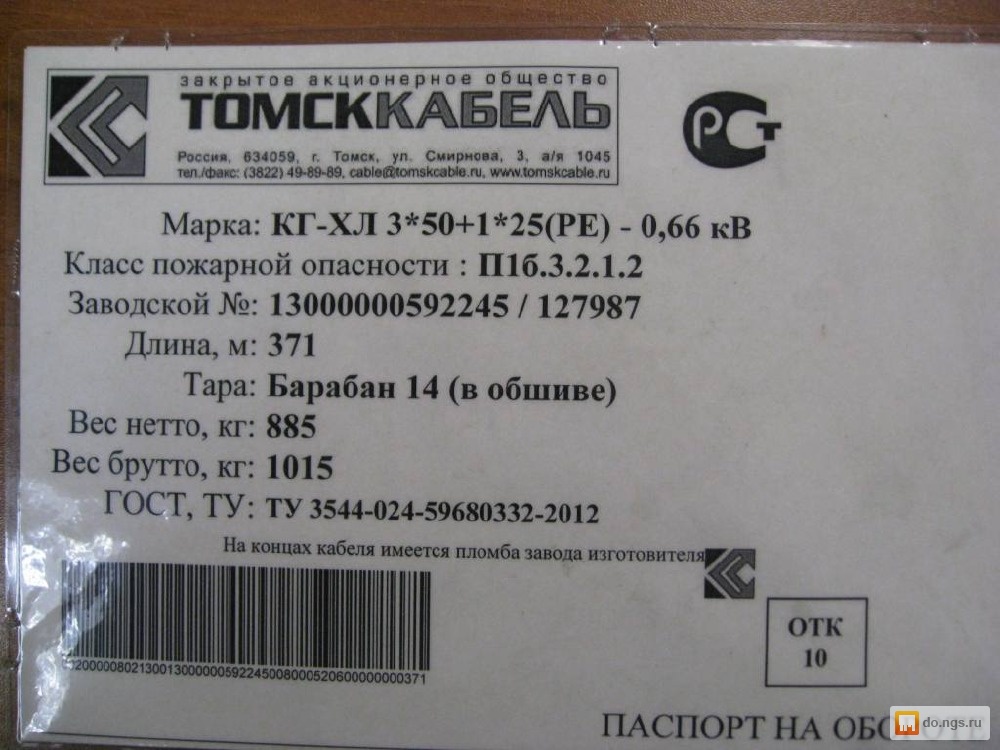 закрытое акционерное общество
ТОМСККАБЕЛЬ
Россия, 634059, г. Томск, ул. Смирнова, 3, а/я 1045
тел./факс: (3822) 49-89-89, cable@tomskcable.ru, www.tomskcable.ru
РСТ
Марка: КГ-ХЛ 3*50+1*25(PE) - 0,66 кВ
Класс пожарной опасности : П1б.3.2.1.2
Заводской №: 13000000592245 / 127987
Длина, м: 371
Тара: Барабан 14 (в обшиве)
Вес нетто, кг: 885
Вес брутто, кг: 1015
ГОСТ, ТУ: ТУ 3544-024-59680332-2012
На концах кабеля имеется пломба завода изготовителя
ОТК
10
ПАСПОРТ НА
do.ngs.ru